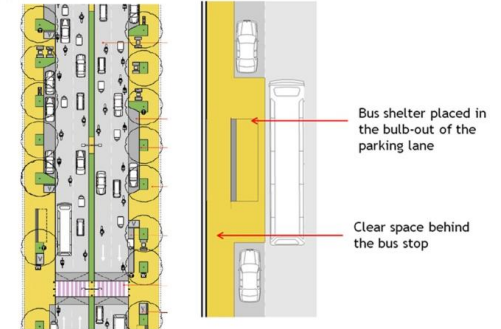 Bus shelter placed in
the bulb-out of the
parking lane
Clear space behind
the bus stop